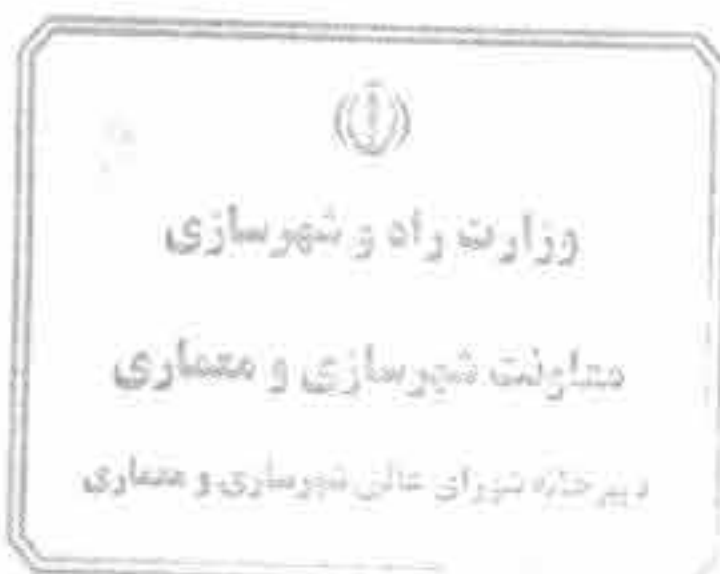 وزارت راه و شهرسازی
معاونت شهرسازی و معماری
دبیرخانه شورای عالی شهرسازی و معماری